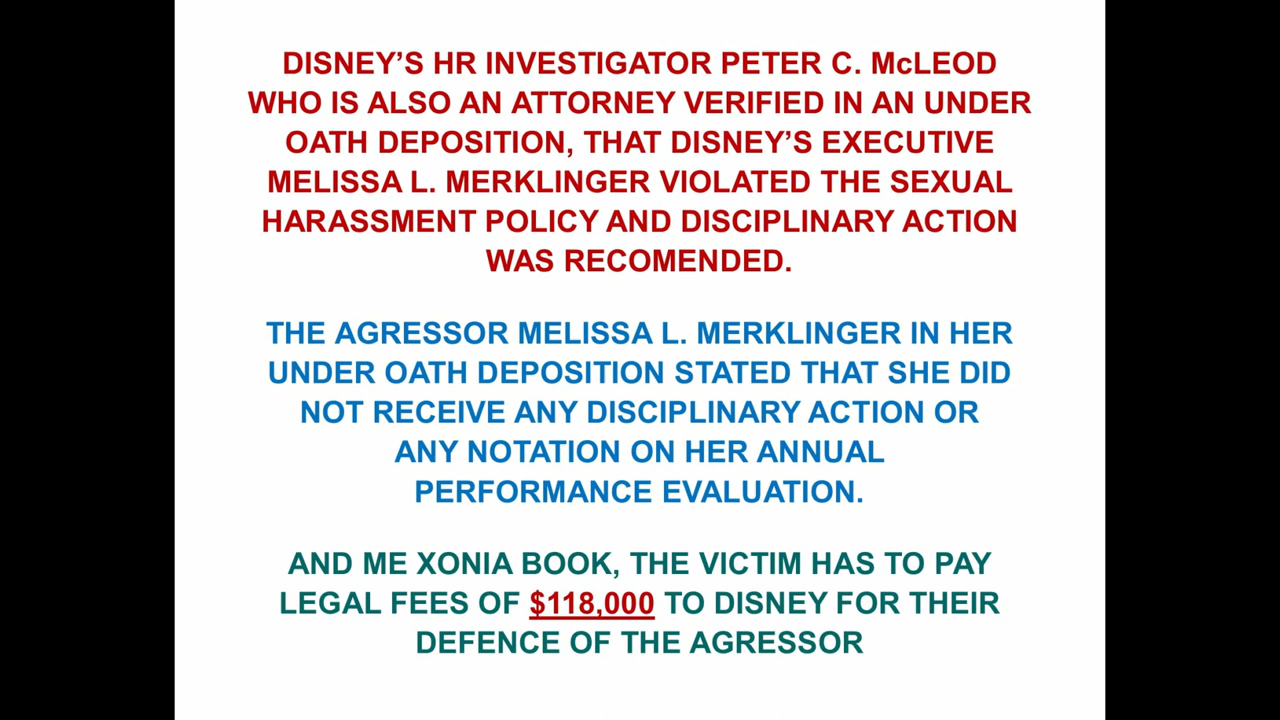 DISNEY’S HR INVESTIGATOR PETER C. McLEOD
WHO IS ALSO AN ATTORNEY VERIFIED IN AN UNDER
OATH DEPOSITION, THAT DISNEY’S EXECUTIVE
MELISSA L. MERKLINGER VIOLATED THE SEXUAL
HARASSMENT POLICY AND DISCIPLINARY ACTION
WAS RECOMENDED.
THE AGRESSOR MELISSA L. MERKLINGER IN HER
UNDER OATH DEPOSITION STATED THAT SHE DID
NOT RECEIVE ANY DISCIPLINARY ACTION OR
ANY NOTATION ON HER ANNUAL
PERFORMANCE EVALUATION.
AND ME XONIA BOOK, THE VICTIM HAS TO PAY
LEGAL FEES OF $118,000 TO DISNEY FOR THEIR
DEFENCE OF THE AGRESSOR